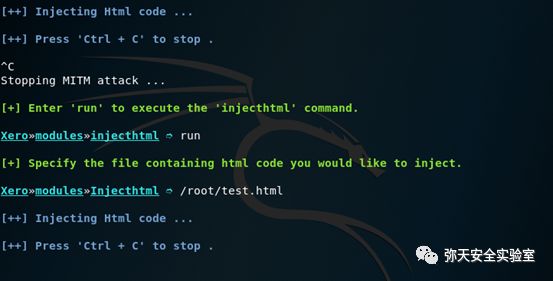 [++] Injecting Html code ...
[++] Press 'Ctrl + C' to stop .
^C
Stopping MITM attack ...
[+] Enter 'run' to execute the 'injecthtml' command.
Xero»modules»injecthtml ➮ run
[+] Specify the file containing html code you would like to inject.
Xero»modules»Injecthtml ➮ /root/test.html
[++] Injecting Html code ...
[++] Press 'Ctrl + C' to stop .
弥天安全实验室